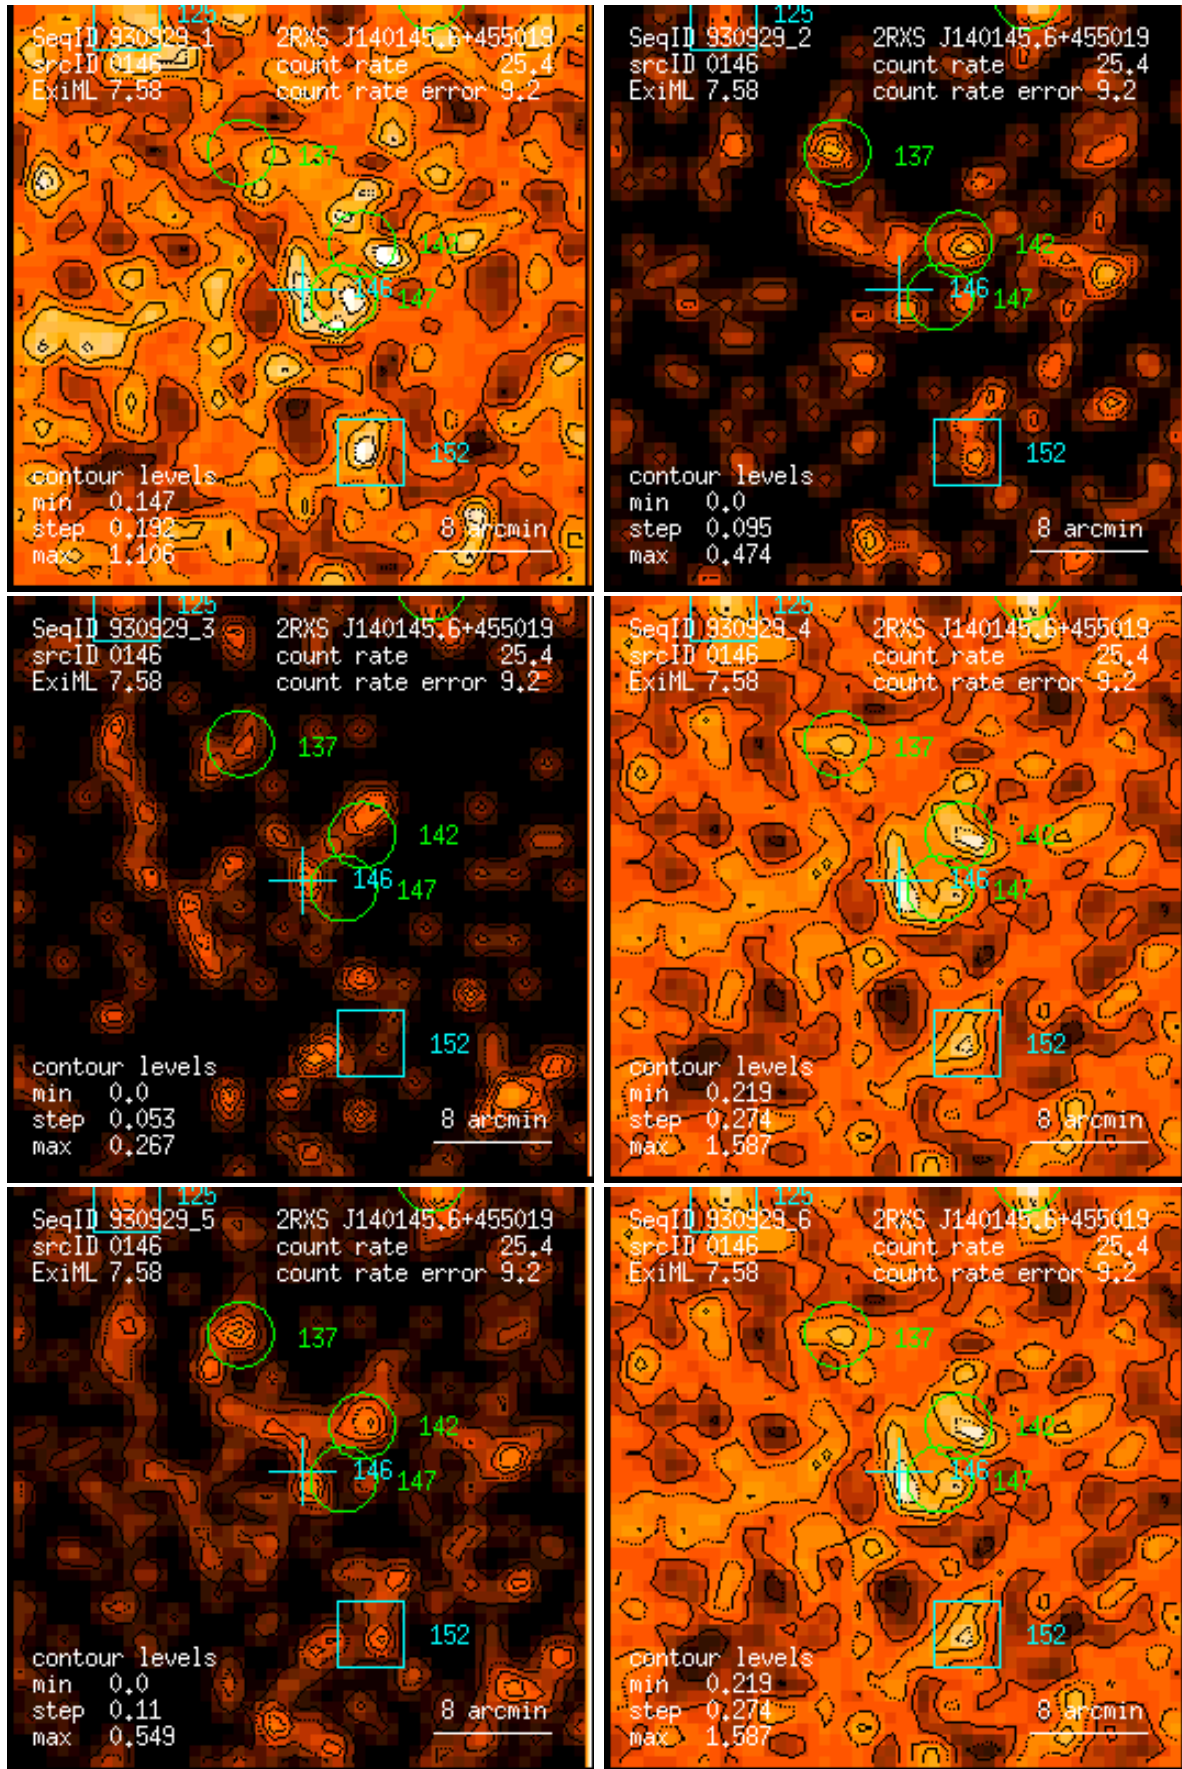 125
SeqID 930929_1 2RXS J140145.6+455019
srcID 0146 count rate 25.4
ExiML 7.58 count rate error 9.2
137
142
146 147
152
contour levels
min 0.147
step 0.192 8 arcmin
max 1.106
125
SeqID 930929_2 2RXS J140145.6+455019
srcID 0146 count rate 25.4
ExiML 7.58 count rate error 9.2
137
142
146 147
152
contour levels
min 0.0
step 0.095 8 arcmin
max 0.474
125
SeqID 930929_3 2RXS J140145.6+455019
srcID 0146 count rate 25.4
ExiML 7.58 count rate error 9.2
137
142
146 147
152
contour levels
min 0.0
step 0.053 8 arcmin
max 0.267
125
SeqID 930929_4 2RXS J140145.6+455019
srcID 0146 count rate 25.4
ExiML 7.58 count rate error 9.2
137
142
146 147
152
contour levels
min 0.219
step 0.274 8 arcmin
max 1.587
125
SeqID 930929_5 2RXS J140145.6+455019
srcID 0146 count rate 25.4
ExiML 7.58 count rate error 9.2
137
142
146 147
152
contour levels
min 0.0
step 0.11 8 arcmin
max 0.549
125
SeqID 930929_6 2RXS J140145.6+455019
srcID 0146 count rate 25.4
ExiML 7.58 count rate error 9.2
137
142
146 147
152
contour levels
min 0.219
step 0.274 8 arcmin
max 1.587